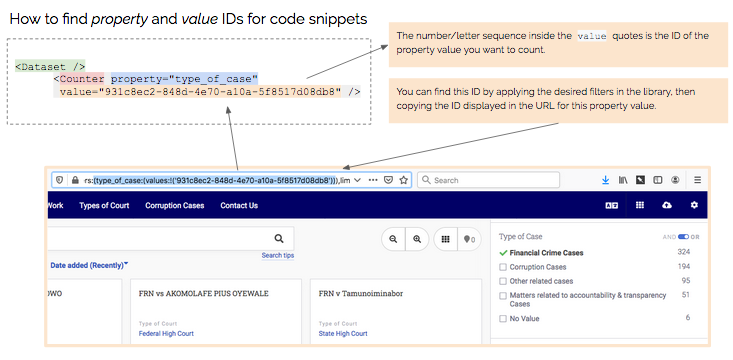 How to find property and value IDs for code snippets
<Dataset />
<Counter property="type_of_case"
value="931c8ec2-848d-4e70-a10a-5f8517d08db8" />
The number/letter sequence inside the value quotes is the ID of the
property value you want to count.
You can find this ID by applying the desired filters in the library, then
copying the ID displayed in the URL for this property value.
rs:(type_of_case:(values:!('931c8ec2-848d-4e70-a10a-5f8517d08db8'))),lim
Search
Work Types of Court Corruption Cases Contact Us
Search tips
Date added (Recently)
0
Type of Case
AND OR
Financial Crime Cases 324
Corruption Cases 194
Other related cases 95
Matters related to accountability & transparency 51
Cases
No Value 6
OWO
FRN vs AKOMOLAFE PIUS OYEWALE
FRN v Tamunoiminabor
Type of Court
Federal High Court
Type of Court
State High Court